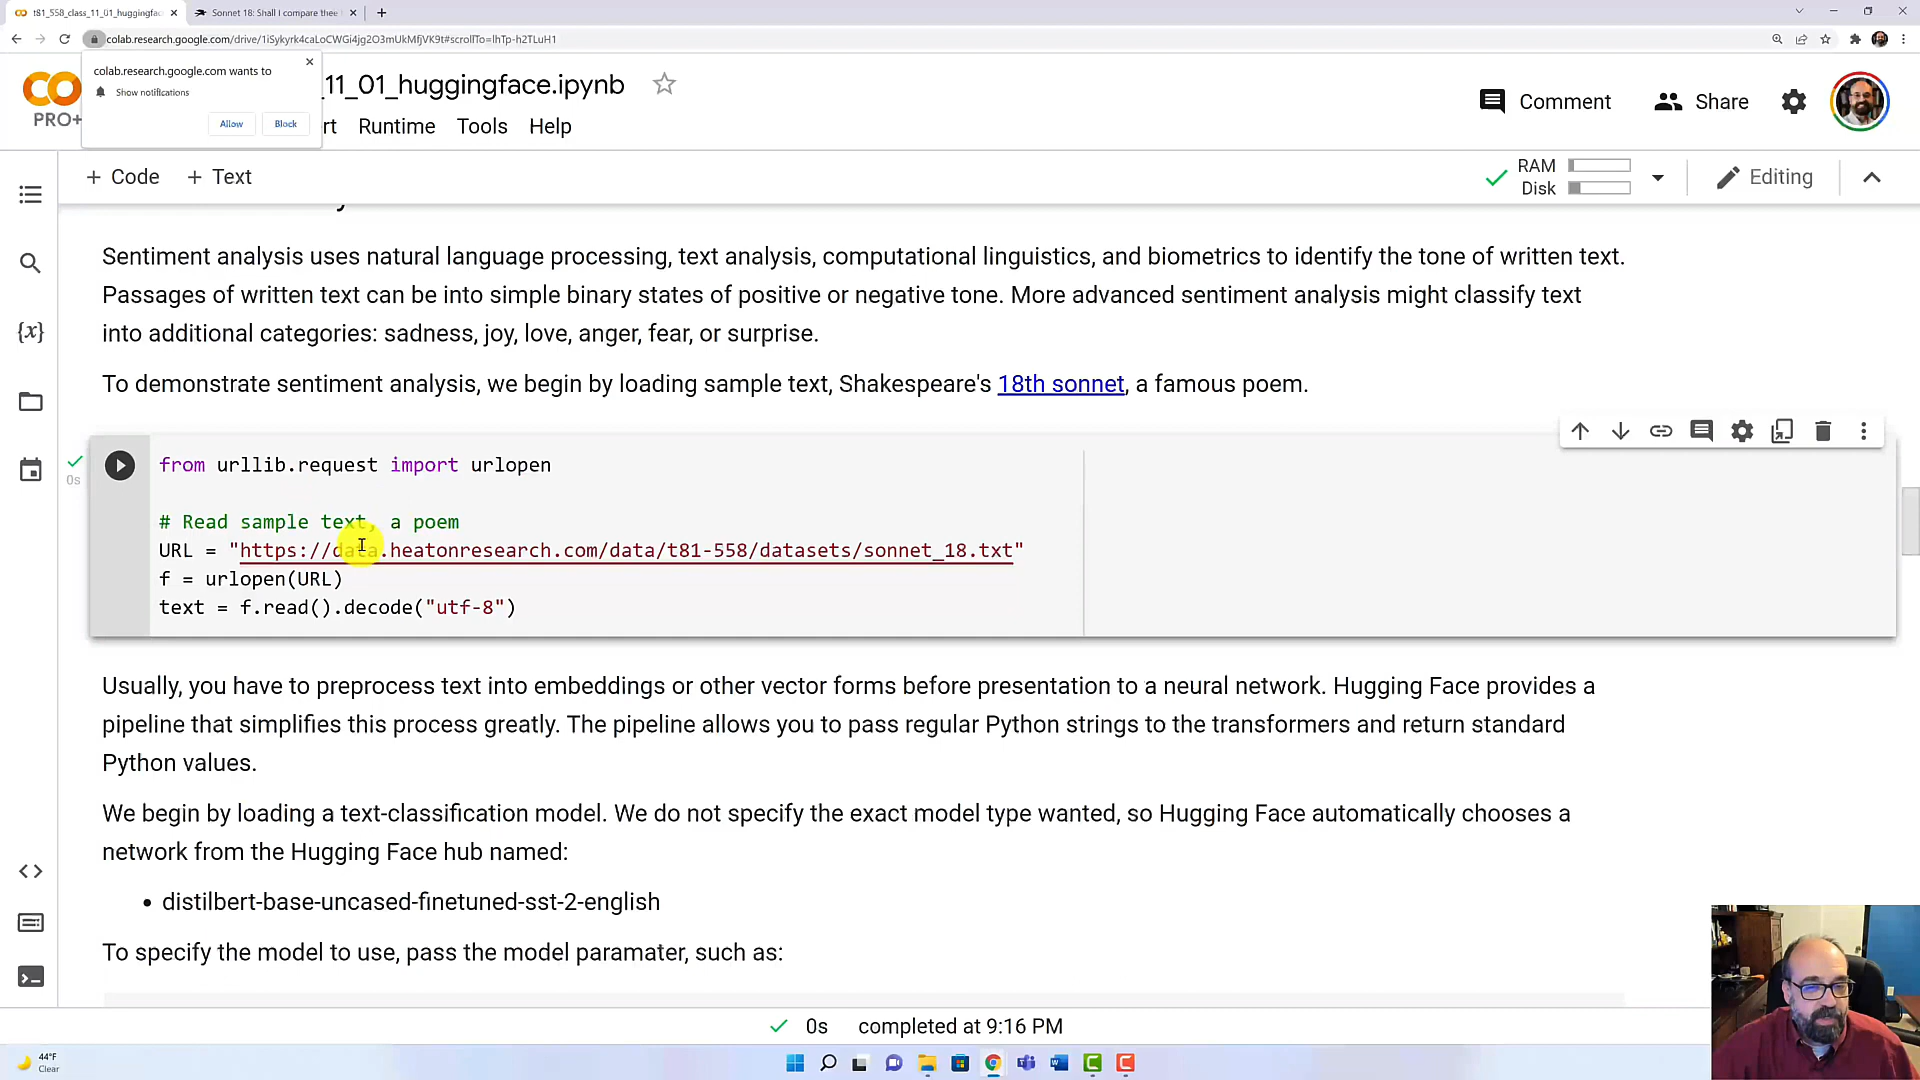 t81_558_class_11_01_huggingfac
Sonnet 18: Shall I compare thee
colab.research.google.com/drive/1iSykyrk4caLoCWGi4jg2O3mUkMfjVK9t#scrollTo=lhTp-h2TLuH1
colab.research.google.com wants to
Show notifications
Allow
Block
PRO+
11_01_huggingface.ipynb
rt
Runtime
Tools
Help
Comment
Share
+ Code
+ Text
RAM
Disk
Editing
Sentiment analysis uses natural language processing, text analysis, computational linguistics, and biometrics to identify the tone of written text.
Passages of written text can be into simple binary states of positive or negative tone. More advanced sentiment analysis might classify text
into additional categories: sadness, joy, love, anger, fear, or surprise.
To demonstrate sentiment analysis, we begin by loading sample text, Shakespeare's 18th sonnet, a famous poem.
{x}
0s
from urllib.request import urlopen
# Read sample text, a poem
URL = "https://data.heatonresearch.com/data/t81-558/datasets/sonnet_18.txt"
f = urlopen(URL)
text = f.read().decode("utf-8")
Usually, you have to preprocess text into embeddings or other vector forms before presentation to a neural network. Hugging Face provides a
pipeline that simplifies this process greatly. The pipeline allows you to pass regular Python strings to the transformers and return standard
Python values.
We begin by loading a text-classification model. We do not specify the exact model type wanted, so Hugging Face automatically chooses a
network from the Hugging Face hub named:
• distilbert-base-uncased-finetuned-sst-2-english
To specify the model to use, pass the model paramater, such as:
0s
completed at 9:16 PM
44°F
Clear